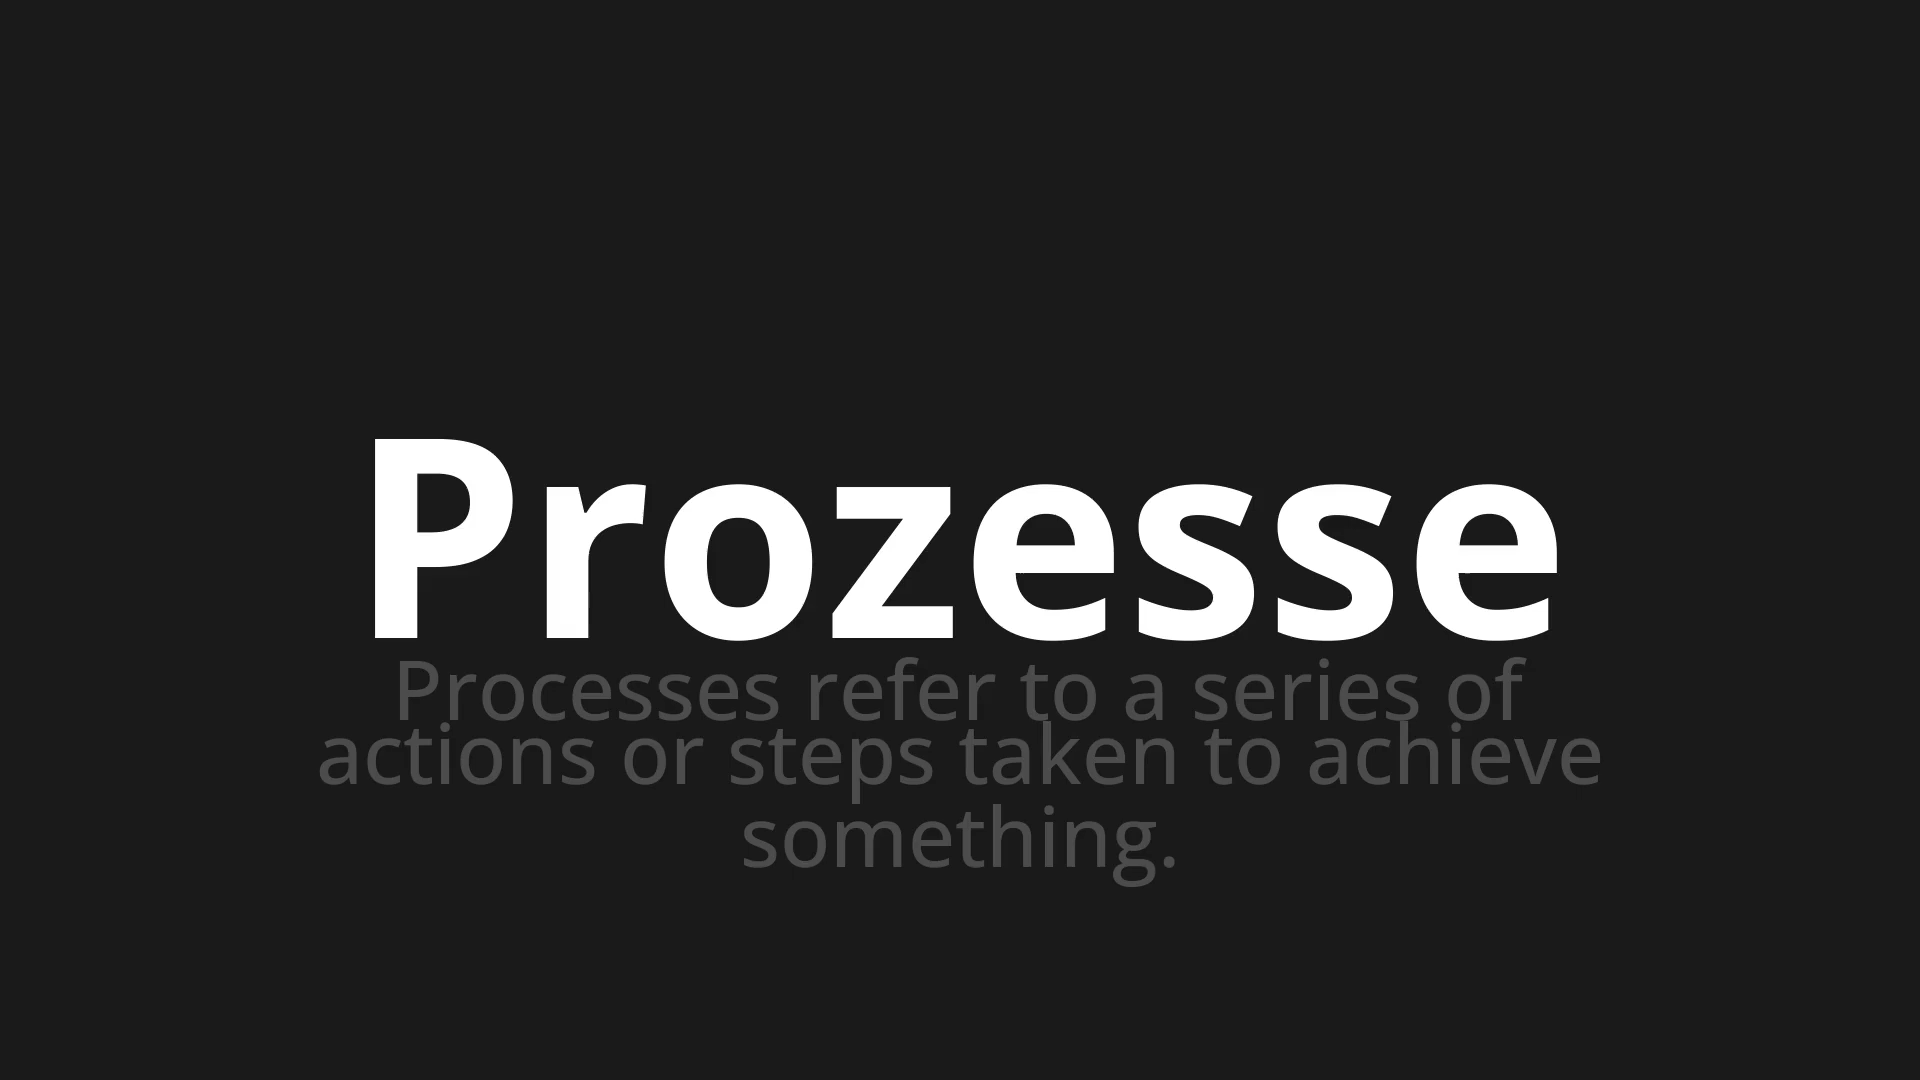 Prozesse
Processes refer to a series of
actions or steps taken to achieve
something.